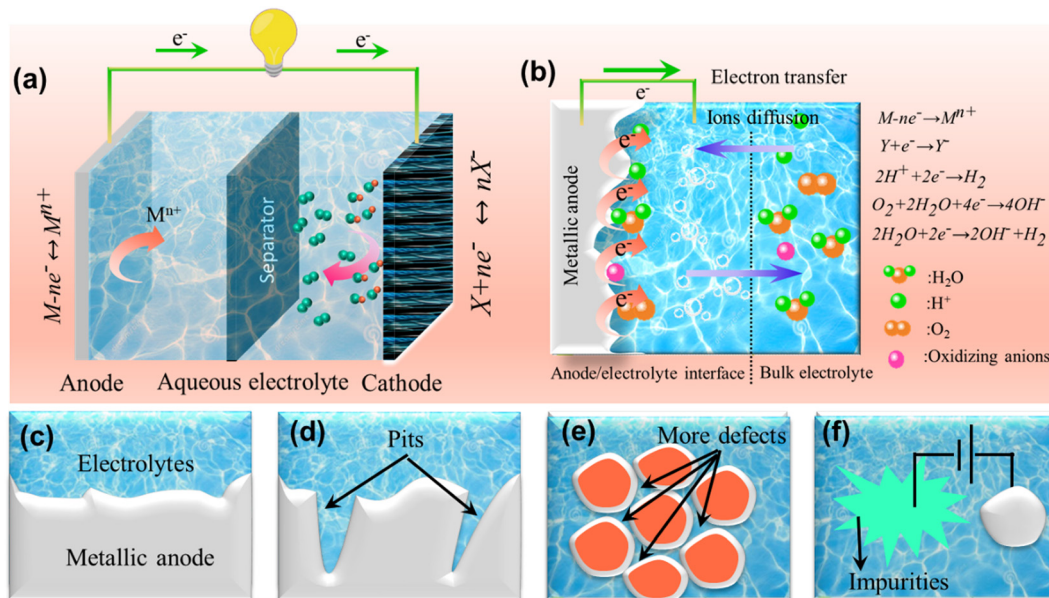 e⁻
e⁻
(a)
M-ne⁻↔Mⁿ⁺
Mⁿ⁺
Separator
X+ne⁻ ↔ nX⁻
Anode
Aqueous electrolyte
Cathode
(b)
Electron transfer
e⁻
Ions diffusion
Metallic anode
e⁻
e⁻
e⁻
e⁻
Anode/electrolyte interface
Bulk electrolyte
M-ne⁻→Mⁿ⁺
Y+e⁻→Y⁻
2H⁺+2e⁻→H₂
O₂+2H₂O+4e⁻→4OH⁻
2H₂O+2e⁻→2OH⁻+H₂
:H₂O
:H⁺
:O₂
:Oxidizing anions
(c)
Electrolytes
Metallic anode
(d)
Pits
(e)
More defects
(f)
Impurities